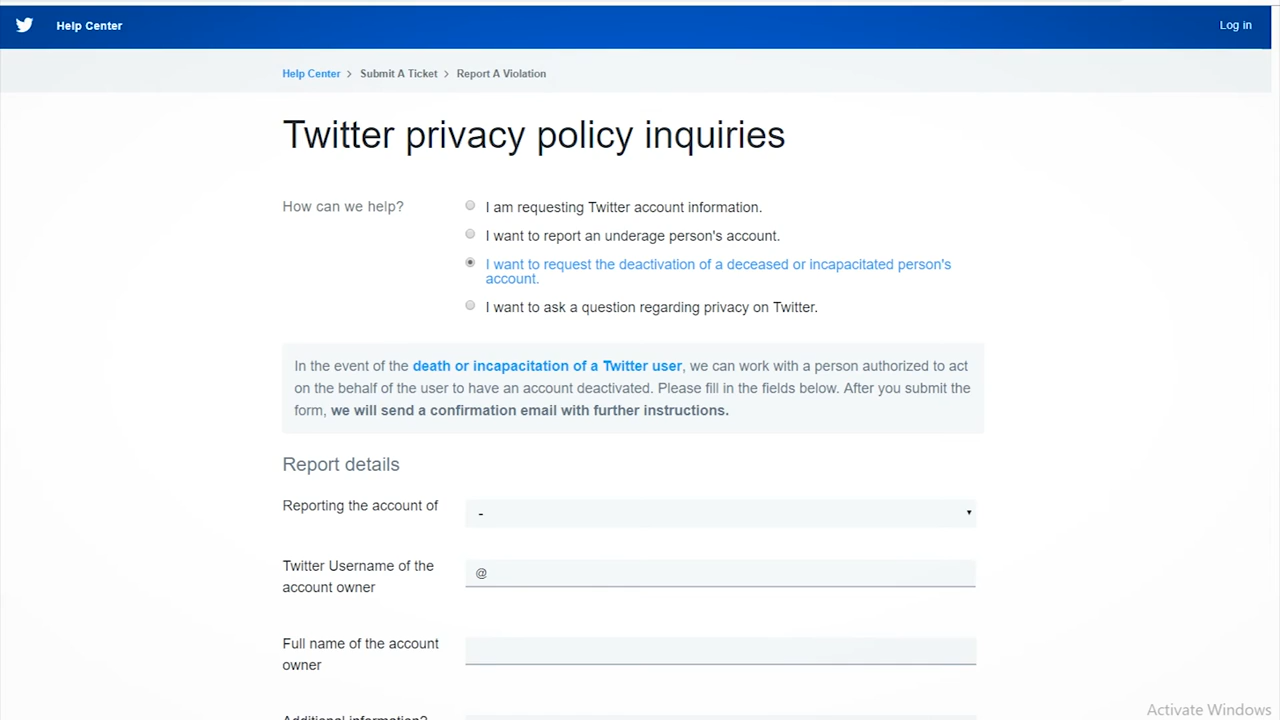 Help Center
Log in
Help Center > Submit A Ticket > Report A Violation
Twitter privacy policy inquiries
How can we help?
I am requesting Twitter account information.
I want to report an underage person's account.
I want to request the deactivation of a deceased or incapacitated person's
account.
I want to ask a question regarding privacy on Twitter.
In the event of the death or incapacitation of a Twitter user, we can work with a person authorized to act
on the behalf of the user to have an account deactivated. Please fill in the fields below. After you submit the
form, we will send a confirmation email with further instructions.
Report details
Reporting the account of
-
Twitter Username of the
account owner
@
Full name of the account
owner
Additional information?
Activate Windows